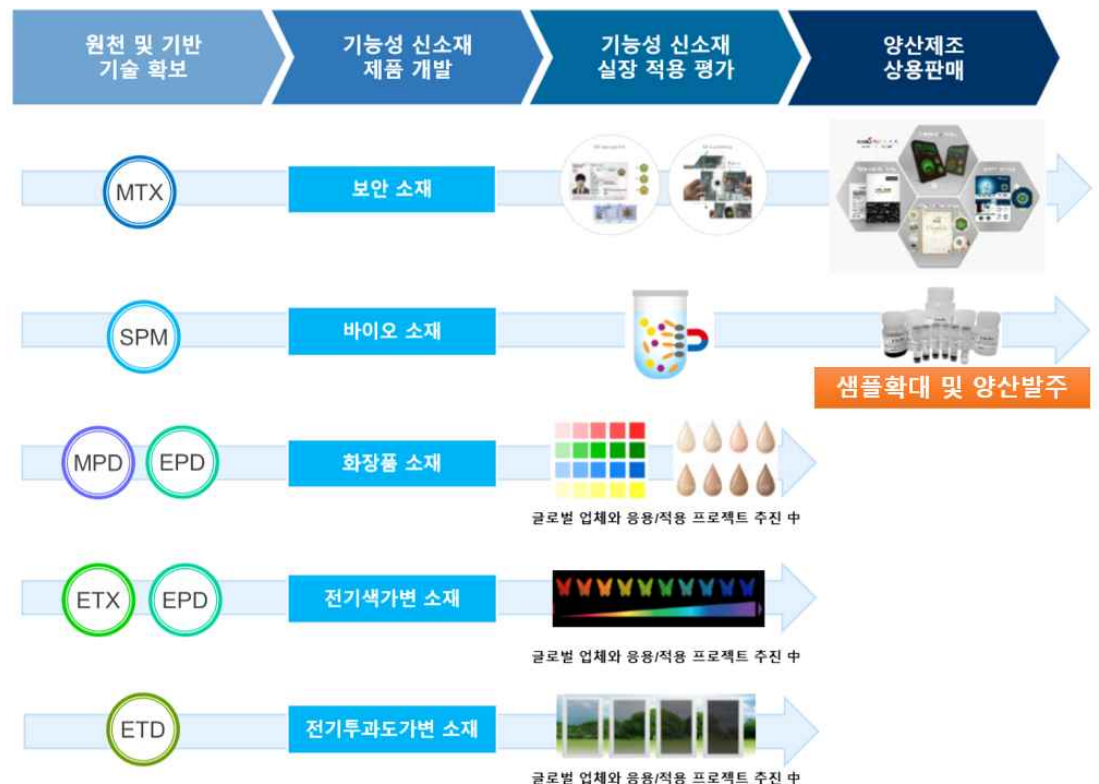 원천 및 기반
기술 확보
기능성 신소재
제품 개발
기능성 신소재
실장 적용 평가
양산제조
상용판매
MTX
보안 소재
SPM
바이오 소재
샘플확대 및 양산발주
MPD
EPD
화장품 소재
글로벌 업체와 응용/적용 프로젝트 추진 中
ETX
EPD
전기색가변 소재
글로벌 업체와 응용/적용 프로젝트 추진 中
ETD
전기투과도가변 소재
글로벌 업체와 응용/적용 프로젝트 추진 中